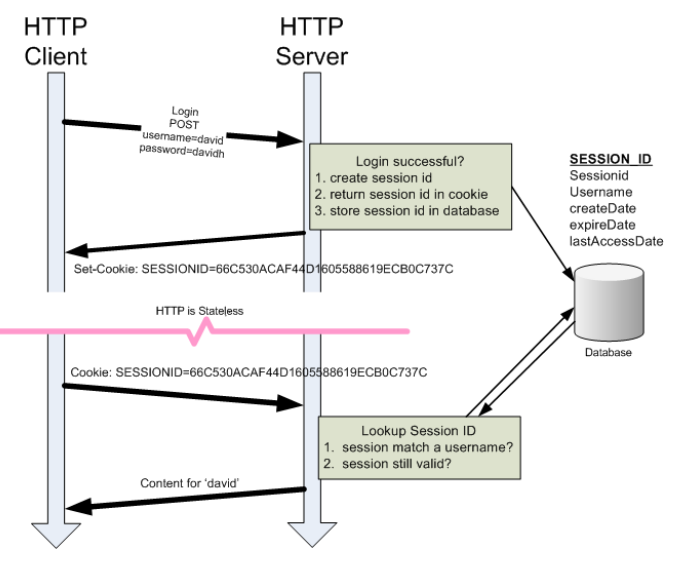 HTTP
Client
HTTP
Server
Login
POST
username=david
password=davidh
Login successful?
1. create session id
2. return session id in cookie
3. store session id in database
SESSION_ID
Sessionid
Username
createDate
expireDate
lastAccessDate
Set-Cookie: SESSIONID=66C530ACAF44D1605588619ECB0C737C
HTTP is Stateless
Database
Cookie: SESSIONID=66C530ACAF44D1605588619ECB0C737C
Lookup Session ID
1. session match a username?
2. session still valid?
Content for 'david'